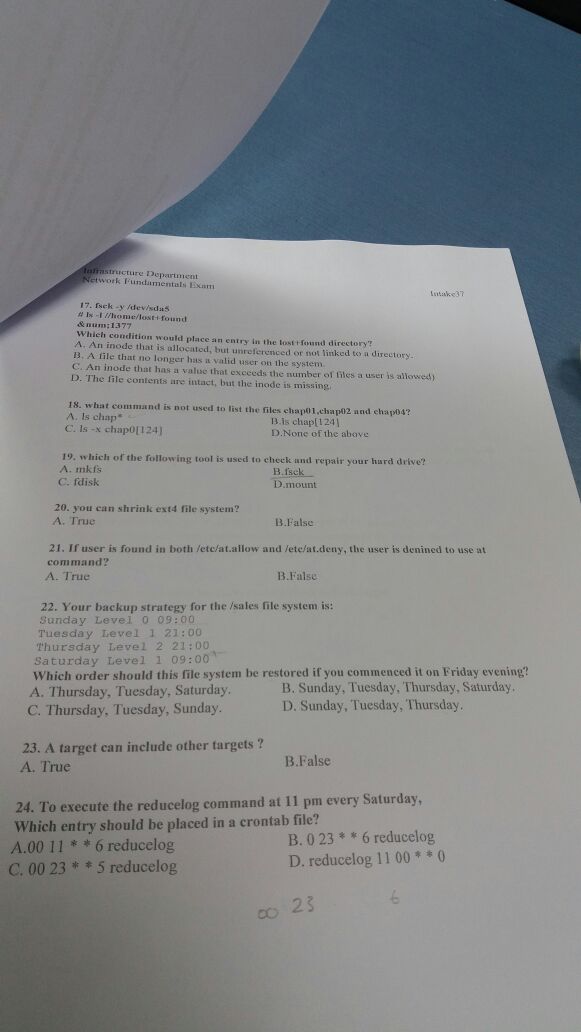 Infrastructure Department
Network Fundamentals Exam
Intake37
17. fsck -y /dev/sda5
# ls -l //home/lost+found
&num;1377
Which condition would place an entry in the lost+found directory?
A. An inode that is allocated, but unreferenced or not linked to a directory.
B. A file that no longer has a valid user on the system.
C. An inode that has a value that exceeds the number of files a user is allowed)
D. The file contents are intact, but the inode is missing.
18. what command is not used to list the files chap01,chap02 and chap04?
A. ls chap* B.ls chap[124]
C. ls -x chap0[124] D.None of the above
19. which of the following tool is used to check and repair your hard drive?
A. mkfs B.fsck
C. fdisk D.mount
20. you can shrink ext4 file system?
A. True B.False
21. If user is found in both /etc/at.allow and /etc/at.deny, the user is denined to use at
command?
A. True B.False
22. Your backup strategy for the /sales file system is:
Sunday Level 0 09:00
Tuesday Level 1 21:00
Thursday Level 2 21:00
Saturday Level 1 09:00
Which order should this file system be restored if you commenced it on Friday evening?
A. Thursday, Tuesday, Saturday. B. Sunday, Tuesday, Thursday, Saturday.
C. Thursday, Tuesday, Sunday. D. Sunday, Tuesday, Thursday.
23. A target can include other targets ?
A. True B.False
24. To execute the reducelog command at 11 pm every Saturday,
Which entry should be placed in a crontab file?
A.00 11 * * 6 reducelog B. 0 23 * * 6 reducelog
C. 00 23 * * 5 reducelog D. reducelog 11 00 * * 0
00 23 6